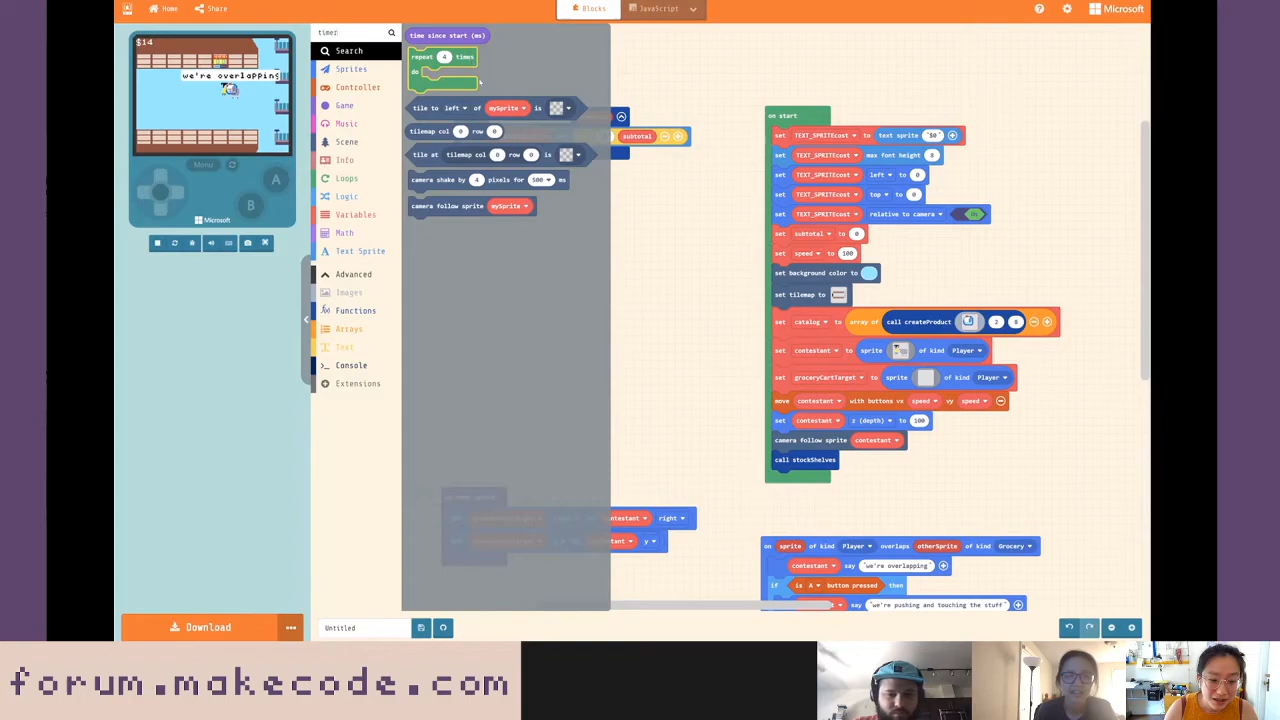 Home
Share
Blocks
JavaScript
Microsoft
$14
we're overlapping
Menu
A
B
Microsoft
timer
Search
Sprites
Controller
Game
Music
Scene
Info
Loops
Logic
Variables
Math
Text Sprite
Advanced
Images
Functions
Arrays
Text
Console
Extensions
time since start (ms)
repeat 4 times
do
tile to left of mySprite is
tilemap col 0 row 0
tile at tilemap col 0 row 0 is
camera shake by 4 pixels for 500 ms
camera follow sprite mySprite
subtotal
contestant right
y
on start
set TEXT_SPRITEcost to text sprite "$0"
set TEXT_SPRITEcost max font height 8
set TEXT_SPRITEcost left to 0
set TEXT_SPRITEcost top to 0
set TEXT_SPRITEcost relative to camera ON
set subtotal to 0
set speed to 100
set background color to
set tilemap to
set catalog to array of call createProduct 2 8
set contestant to sprite of kind Player
set groceryCartTarget to sprite of kind Player
move contestant with buttons vx speed vy speed
set contestant z (depth) to 100
camera follow sprite contestant
call stockShelves
on sprite of kind Player overlaps otherSprite of kind Grocery
contestant say "we're overlapping"
if is A button pressed then
say "we're pushing and touching the stuff"
Download
Untitled
forum.makecode.com